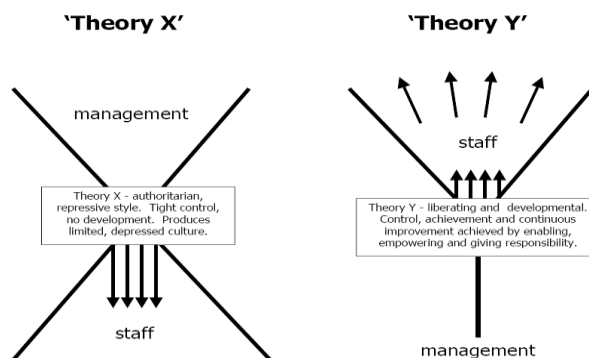 ‘Theory X’
management
Theory X - authoritarian,
repressive style. Tight control,
no development. Produces
limited, depressed culture.
staff
‘Theory Y’
staff
Theory Y - liberating and developmental.
Control, achievement and continuous
improvement achieved by enabling,
empowering and giving responsibility.
management